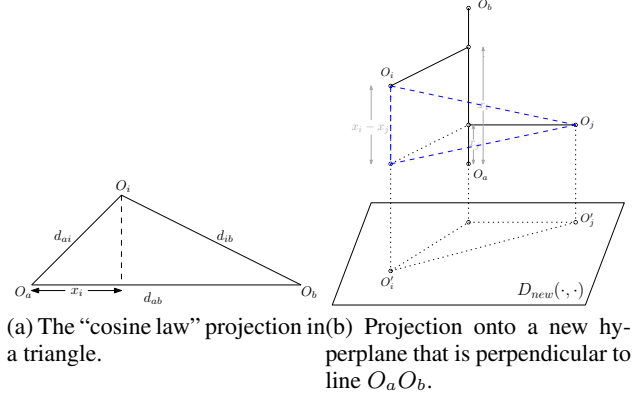 O_b
O_i
x_i − x_j
O_j
O_a
O_i
d_ai
d_ib
O'_j
O'_i
D_new(·, ·)
O_a
x_i
d_ab
O_b
(a) The “cosine law” projection in
a triangle.
(b) Projection onto a new hy-
perplane that is perpendicular to
line O_aO_b.